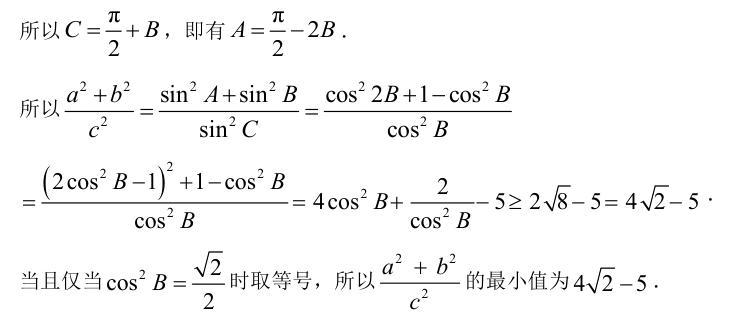 所以 $C=\frac{\pi}{2}+B$，即有 $A=\frac{\pi}{2}-2B$．
所以 $\frac{a^2+b^2}{c^2}=\frac{\sin^2 A+\sin^2 B}{\sin^2 C}=\frac{\cos^2 2B+1-\cos^2 B}{\cos^2 B}$
$=\frac{(2\cos^2 B-1)^2+1-\cos^2 B}{\cos^2 B}=4\cos^2 B+\frac{2}{\cos^2 B}-5\geq 2\sqrt{8}-5=4\sqrt{2}-5$．
当且仅当 $\cos^2 B=\frac{\sqrt{2}}{2}$ 时取等号，所以 $\frac{a^2+b^2}{c^2}$ 的最小值为 $4\sqrt{2}-5$．